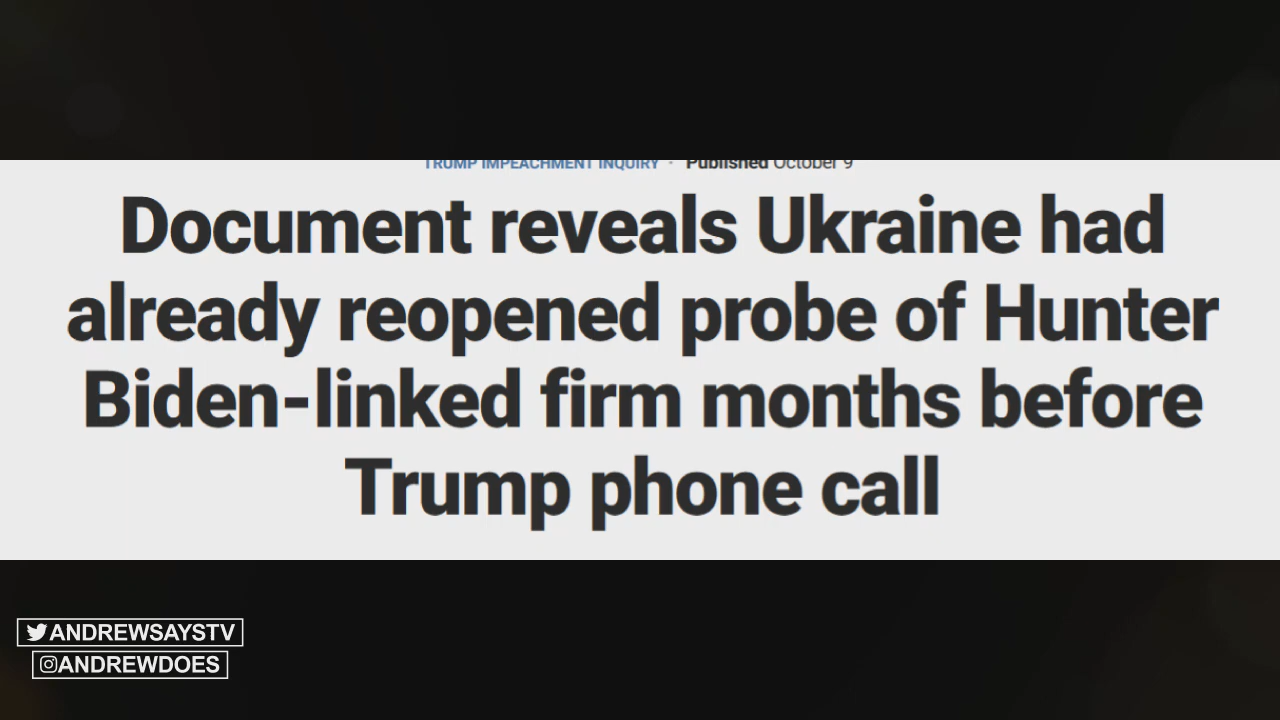 TRUMP IMPEACHMENT INQUIRY · Published October 9
Document reveals Ukraine had
already reopened probe of Hunter
Biden-linked firm months before
Trump phone call
ANDREWSAYSTV
ANDREWDOES